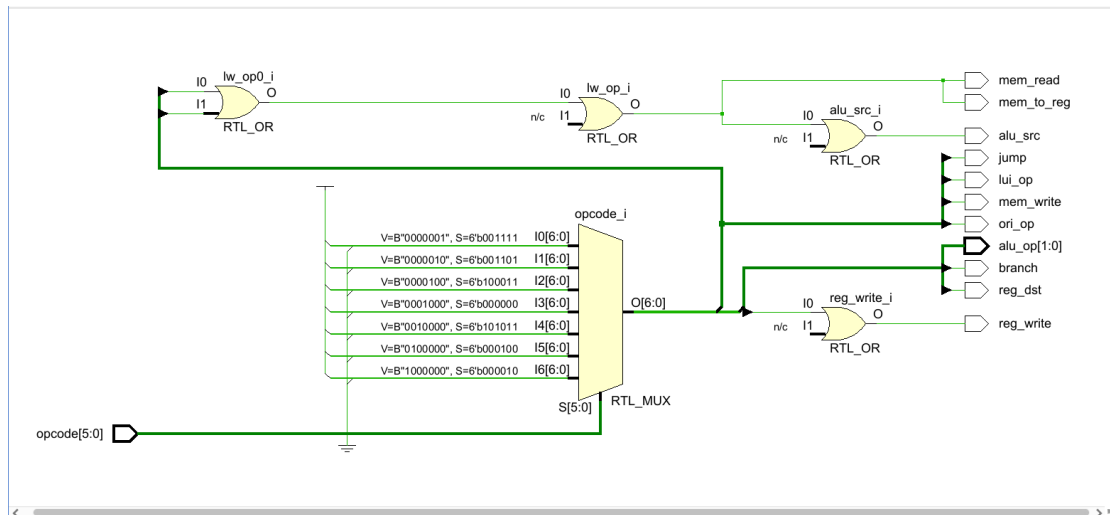 lw_op0_i
I0
I1
O
RTL_OR
lw_op_i
I0
n/c
I1
O
RTL_OR
alu_src_i
I0
n/c
I1
O
RTL_OR
mem_read
mem_to_reg
alu_src
jump
lui_op
mem_write
ori_op
alu_op[1:0]
branch
reg_dst
reg_write
opcode_i
V=B"0000001", S=6'b001111 I0[6:0]
V=B"0000010", S=6'b001101 I1[6:0]
V=B"0000100", S=6'b100011 I2[6:0]
V=B"0001000", S=6'b000000 I3[6:0]
V=B"0010000", S=6'b101011 I4[6:0]
V=B"0100000", S=6'b000100 I5[6:0]
V=B"1000000", S=6'b000010 I6[6:0]
O[6:0]
S[5:0]
RTL_MUX
reg_write_i
I0
n/c
I1
O
RTL_OR
opcode[5:0]